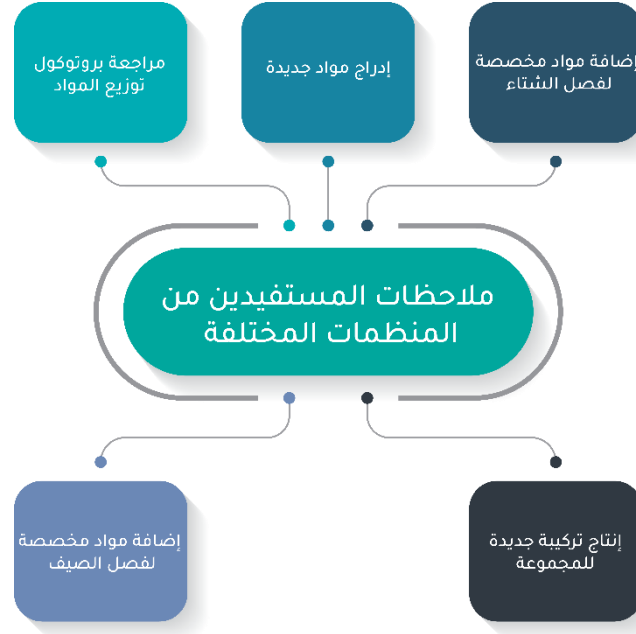 إضافة مواد مخصصة
لفصل الشتاء
إدراج مواد جديدة
مراجعة بروتوكول
توزيع المواد
ملاحظات المستفيدين من
المنظمات المختلفة
إنتاج تركيبة جديدة
للمجموعة
إضافة مواد مخصصة
لفصل الصيف